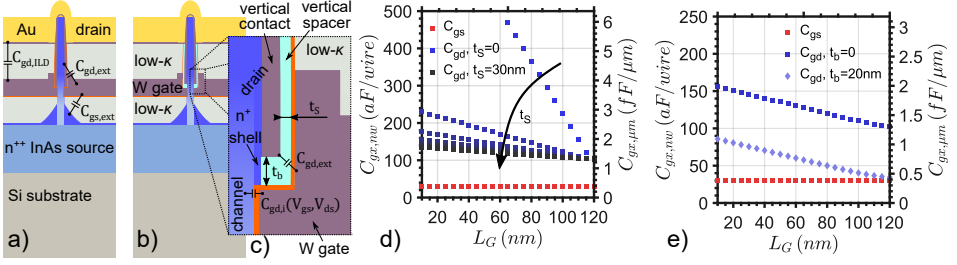 Au
drain
C_gd,ILD
low-κ
C_gd,ext
W gate
low-κ
C_gs,ext
n++ InAs source
Si substrate
a)
b)
vertical contact
vertical spacer
low-κ
drain
n+
shell
t_S
C_gd,ext
t_b
channel
C_gd,i(V_gs,V_ds)
W gate
c)
C_gx,nw (aF/wire)
500
400
300
200
100
0
C_gs
C_gd, t_S=0
C_gd, t_S=30nm
t_S
6
5
4
3
2
1
0
C_gx,μm (fF/μm)
20 40 60 80 100 120
L_G (nm)
d)
C_gx,nw (aF/wire)
250
200
150
100
50
0
C_gs
C_gd, t_b=0
C_gd, t_b=20nm
3
2.5
2
1.5
1
0.5
0
C_gx,μm (fF/μm)
20 40 60 80 100 120
L_G (nm)
e)